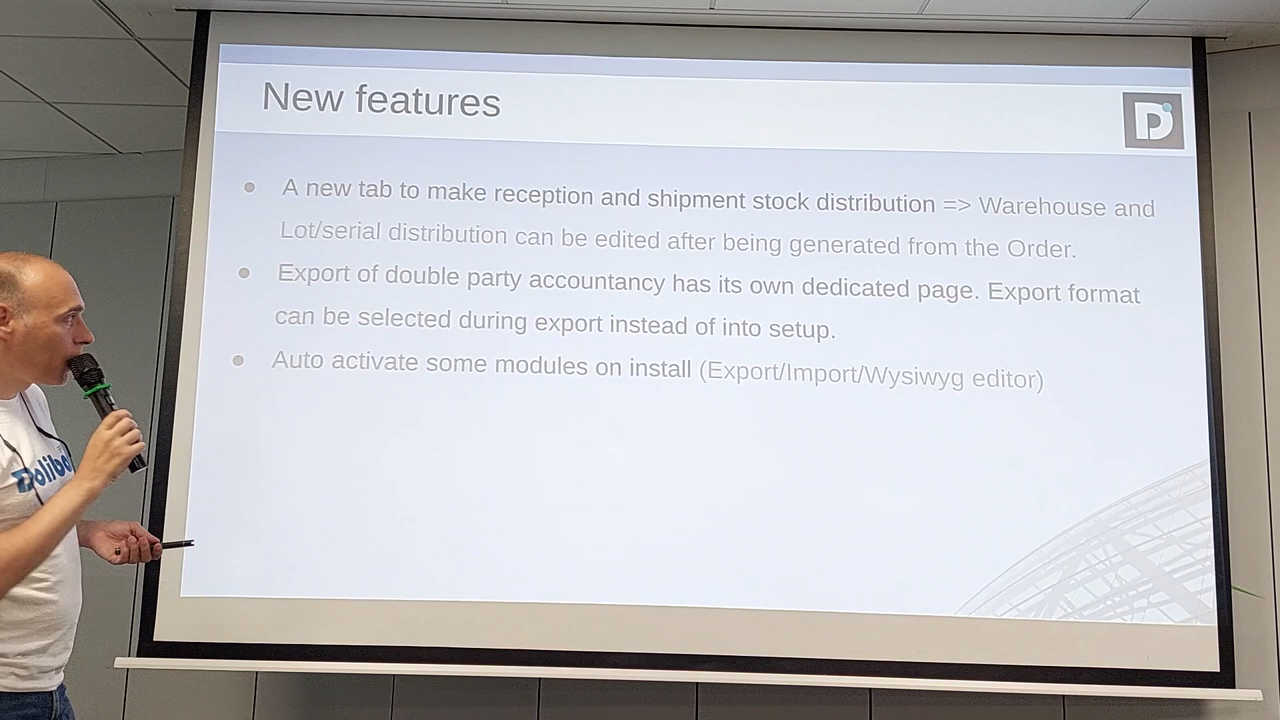 New features
D
A new tab to make reception and shipment stock distribution => Warehouse and
Lot/serial distribution can be edited after being generated from the Order.
Export of double party accountancy has its own dedicated page. Export format
can be selected during export instead of into setup.
Auto activate some modules on install (Export/Import/Wysiwyg editor)
Doliba